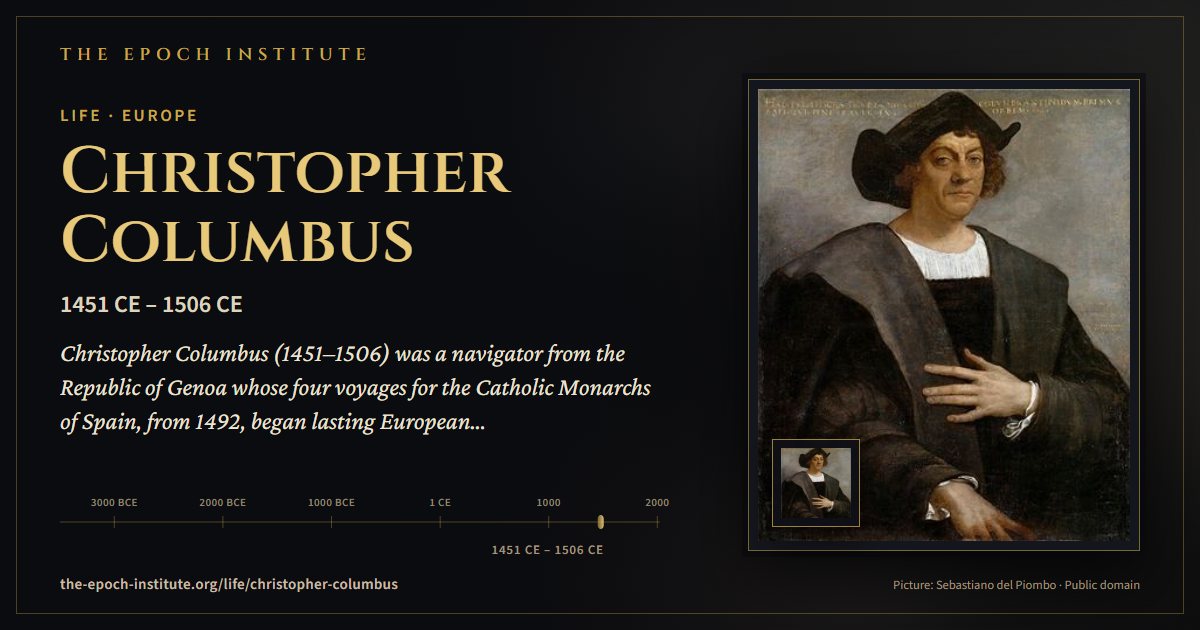 THE EPOCH INSTITUTE
LIFE · EUROPE
CHRISTOPHER
COLUMBUS
1451 CE – 1506 CE
Christopher Columbus (1451–1506) was a navigator from the
Republic of Genoa whose four voyages for the Catholic Monarchs
of Spain, from 1492, began lasting European...
3000 BCE 2000 BCE 1000 BCE 1 CE 1000 2000
1451 CE – 1506 CE
the-epoch-institute.org/life/christopher-columbus
Picture: Sebastiano del Piombo · Public domain